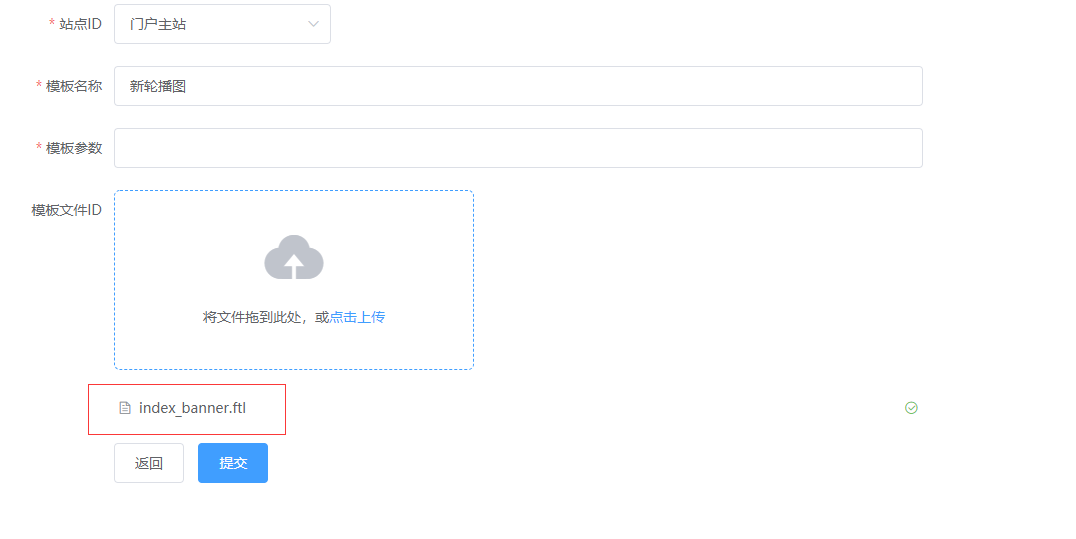 * 站点ID 门户主站
* 模板名称 新轮播图
* 模板参数
模板文件ID
将文件拖到此处，或点击上传
index_banner.ftl
返回 提交